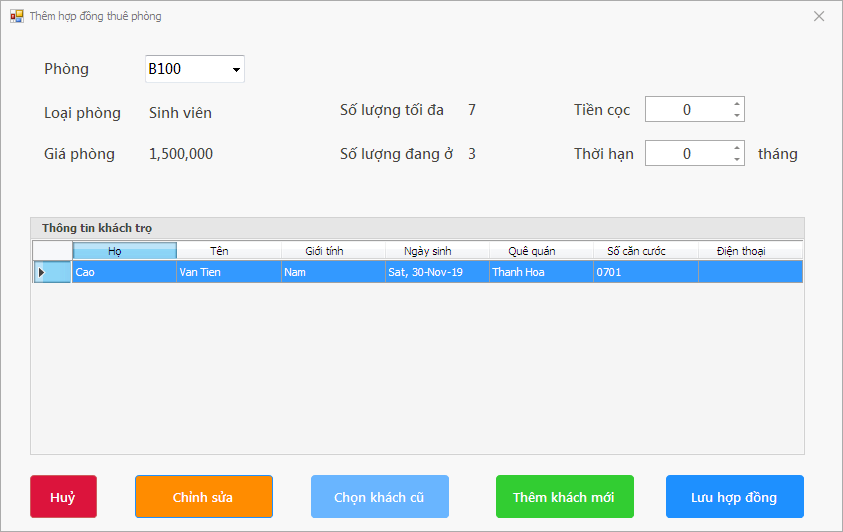 Thêm hợp đồng thuê phòng
Phòng B100
Loại phòng Sinh viên Số lượng tối đa 7 Tiền cọc 0
Giá phòng 1,500,000 Số lượng đang ở 3 Thời hạn 0 tháng
Thông tin khách trọ
Họ Tên Giới tính Ngày sinh Quê quán Số căn cước Điện thoại
Cao Van Tien Nam Sat, 30-Nov-19 Thanh Hoa 0701
Huỷ Chỉnh sửa Chọn khách cũ Thêm khách mới Lưu hợp đồng